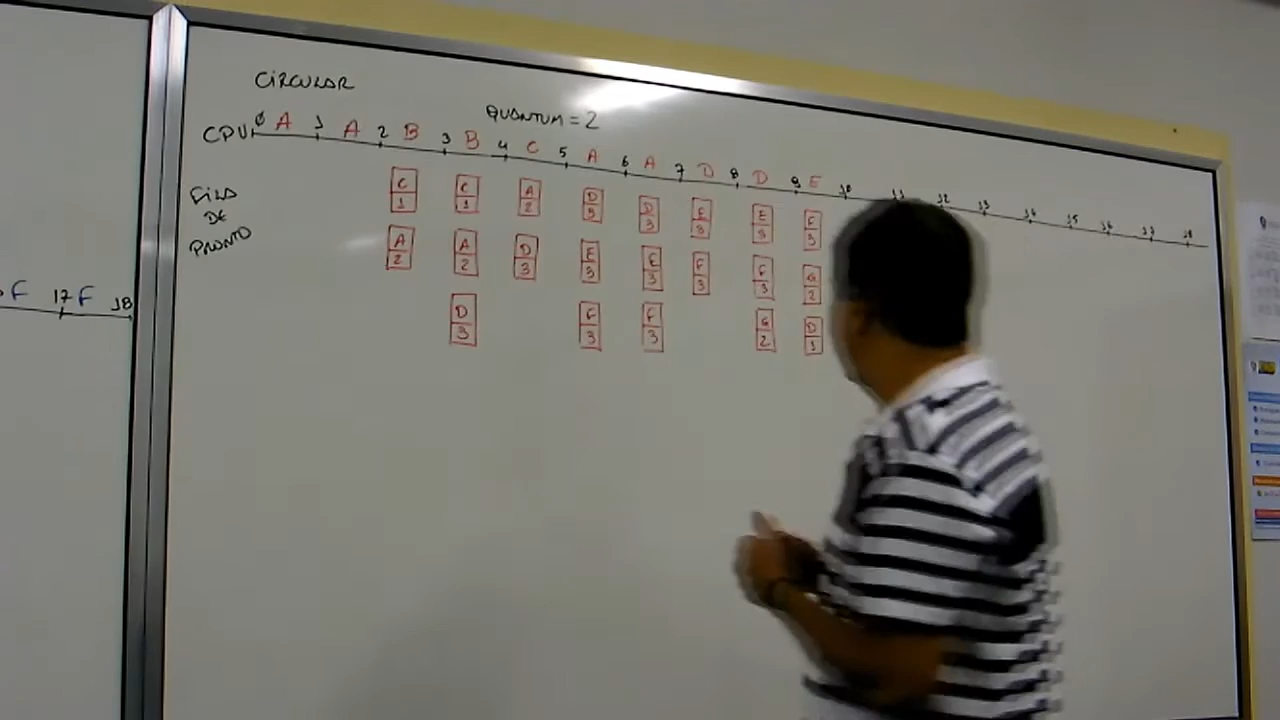 CIRCULAR
QUANTUM = 2
CPU 0 A 1 A 2 B 3 B 4 C 5 A 6 A 7 D 8 D 9 E 10 11 12 13 14 15 16 17 18
FILA
DE
PRONTO
C C A D D E E F
1 1 2 3 3 3 3 3
A A D E E F F G
2 2 3 3 3 3 3 2
D F F G D
3 3 3 2 1
F 17 F 18